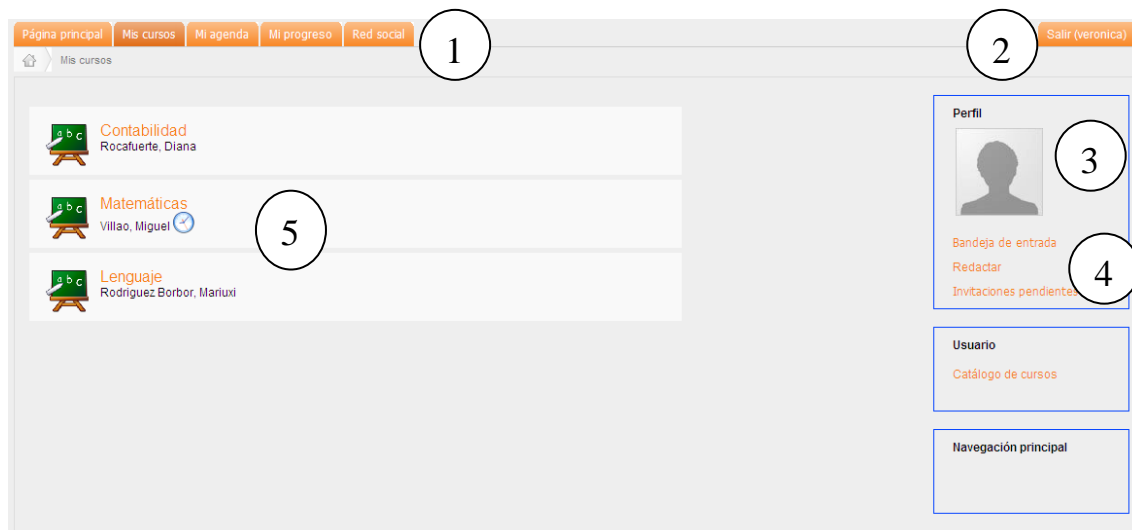 Página principal Mis cursos Mi agenda Mi progreso Red social
1
2
Salir (veronica)
Mis cursos
Contabilidad
Rocafuerte, Diana
Matemáticas
Villao, Miguel
5
Lenguaje
Rodriguez Borbor, Mariuxi
Perfil
3
Bandeja de entrada
Redactar
4
Invitaciones pendientes
Usuario
Catálogo de cursos
Navegación principal